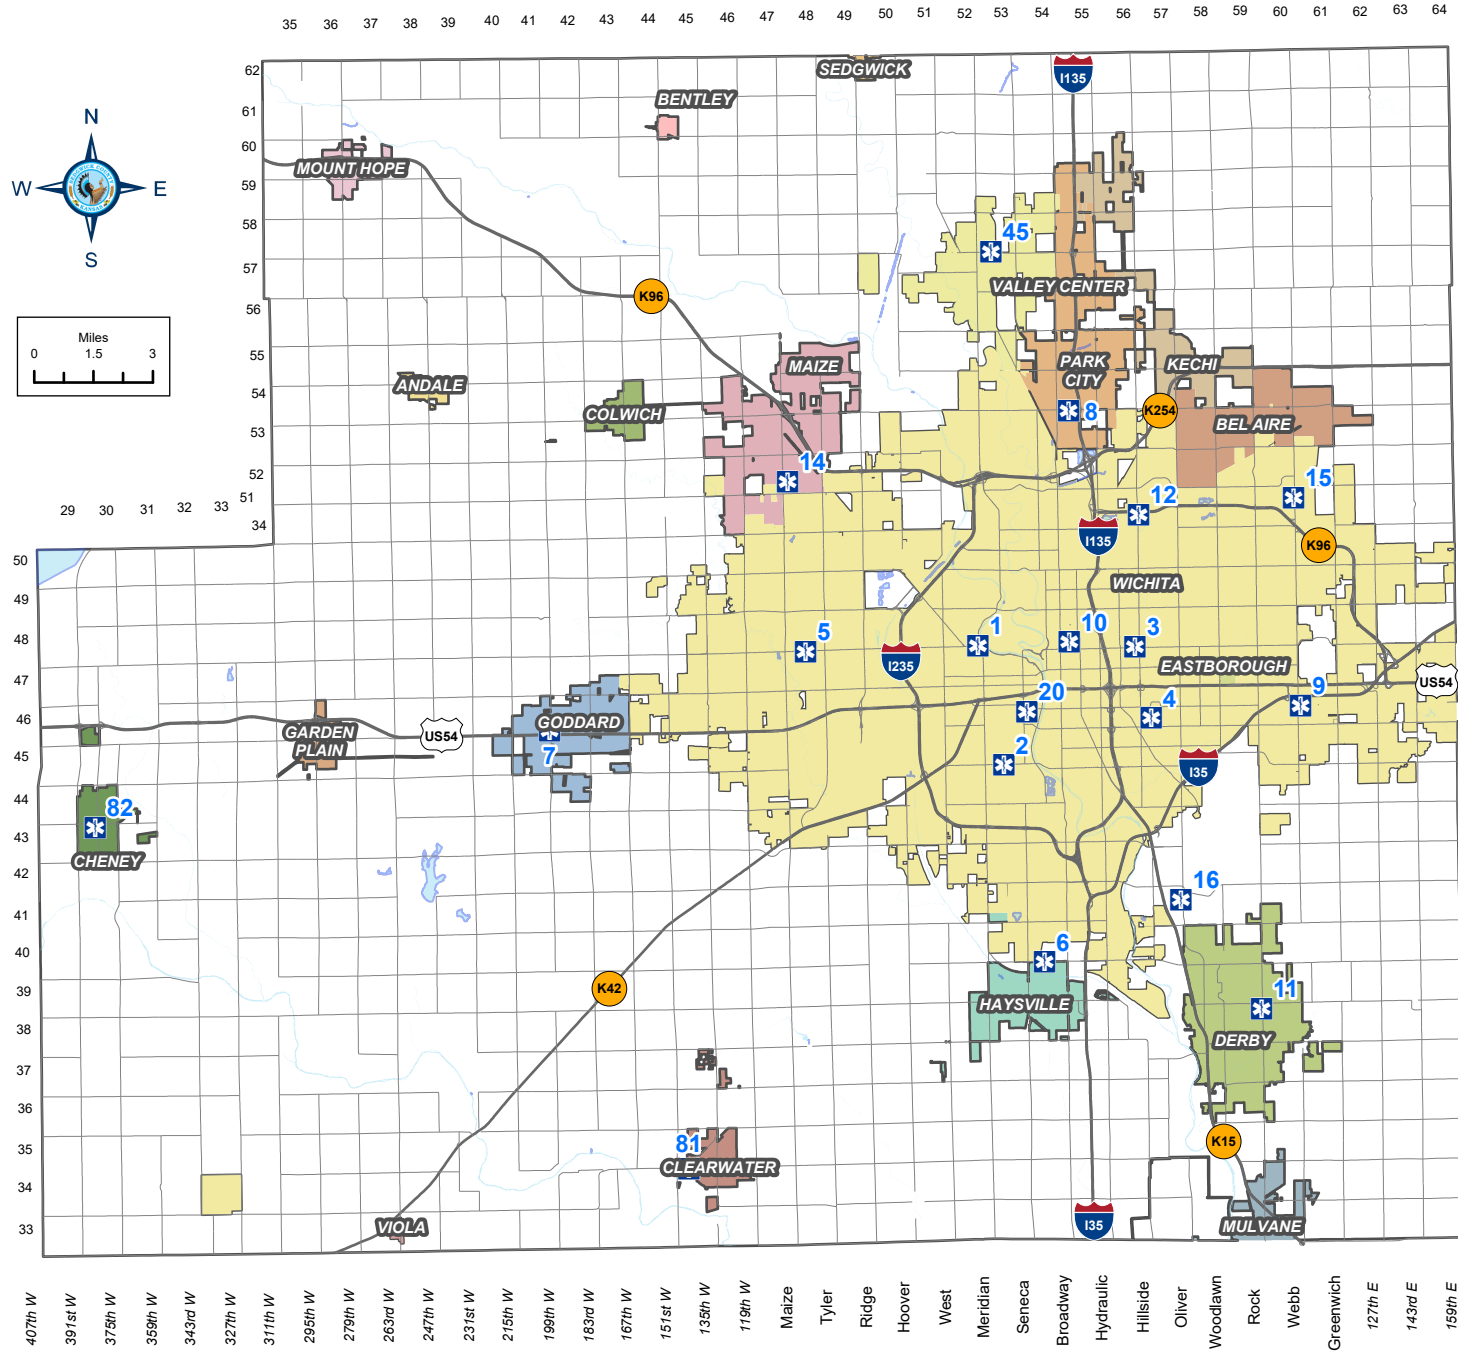 35 36 37 38 39 40 41 42 43 44 45 46 47 48 49 50 51 52 53 54 55 56 57 58 59 60 61 62 63 64
62
SEDGWICK
I135
61
BENTLEY
N
60
MOUNT HOPE
W
E
59
58
45
S
57
VALLEY CENTER
K96
56
Miles
0 1.5 3
55
MAIZE
PARK
CITY
KECHI
54
ANDALE
COLWICH
8
K254
BEL AIRE
53
52
14
15
51
12
29 30 31 32 33
34
I135
K96
50
WICHITA
49
48
5
1
10
3
I235
EASTBOROUGH
47
US54
20
9
4
46
GODDARD
GARDEN
PLAIN
US54
7
2
45
I35
44
82
43
CHENEY
42
16
41
40
6
K42
39
HAYSVILLE
11
38
DERBY
37
36
35
81
K15
CLEARWATER
34
33
VIOLA
I35
MULVANE
407th W
391st W
375th W
359th W
343rd W
327th W
311th W
295th W
279th W
263rd W
247th W
231st W
215th W
199th W
183rd W
167th W
151st W
135th W
119th W
Maize
Tyler
Ridge
Hoover
West
Meridian
Seneca
Broadway
Hydraulic
Hillside
Oliver
Woodlawn
Rock
Webb
Greenwich
127th E
143rd E
159th E